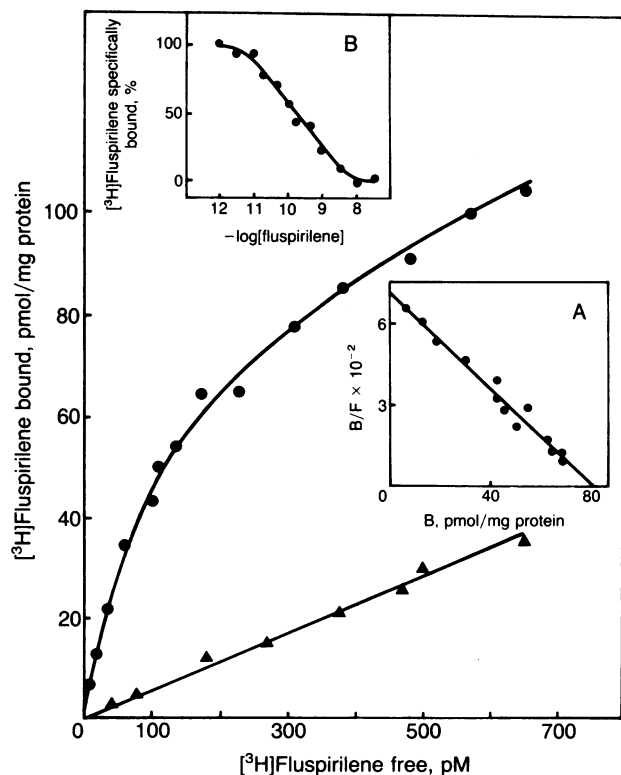 B
[³H]Fluspirilene specifically
bound, %
100
50
0
12 11 10 9 8
−log[fluspirilene]
A
B/F × 10⁻²
6
3
0 40 80
B, pmol/mg protein
[³H]Fluspirilene bound, pmol/mg protein
100
80
60
40
20
0 100 300 500 700
[³H]Fluspirilene free, pM